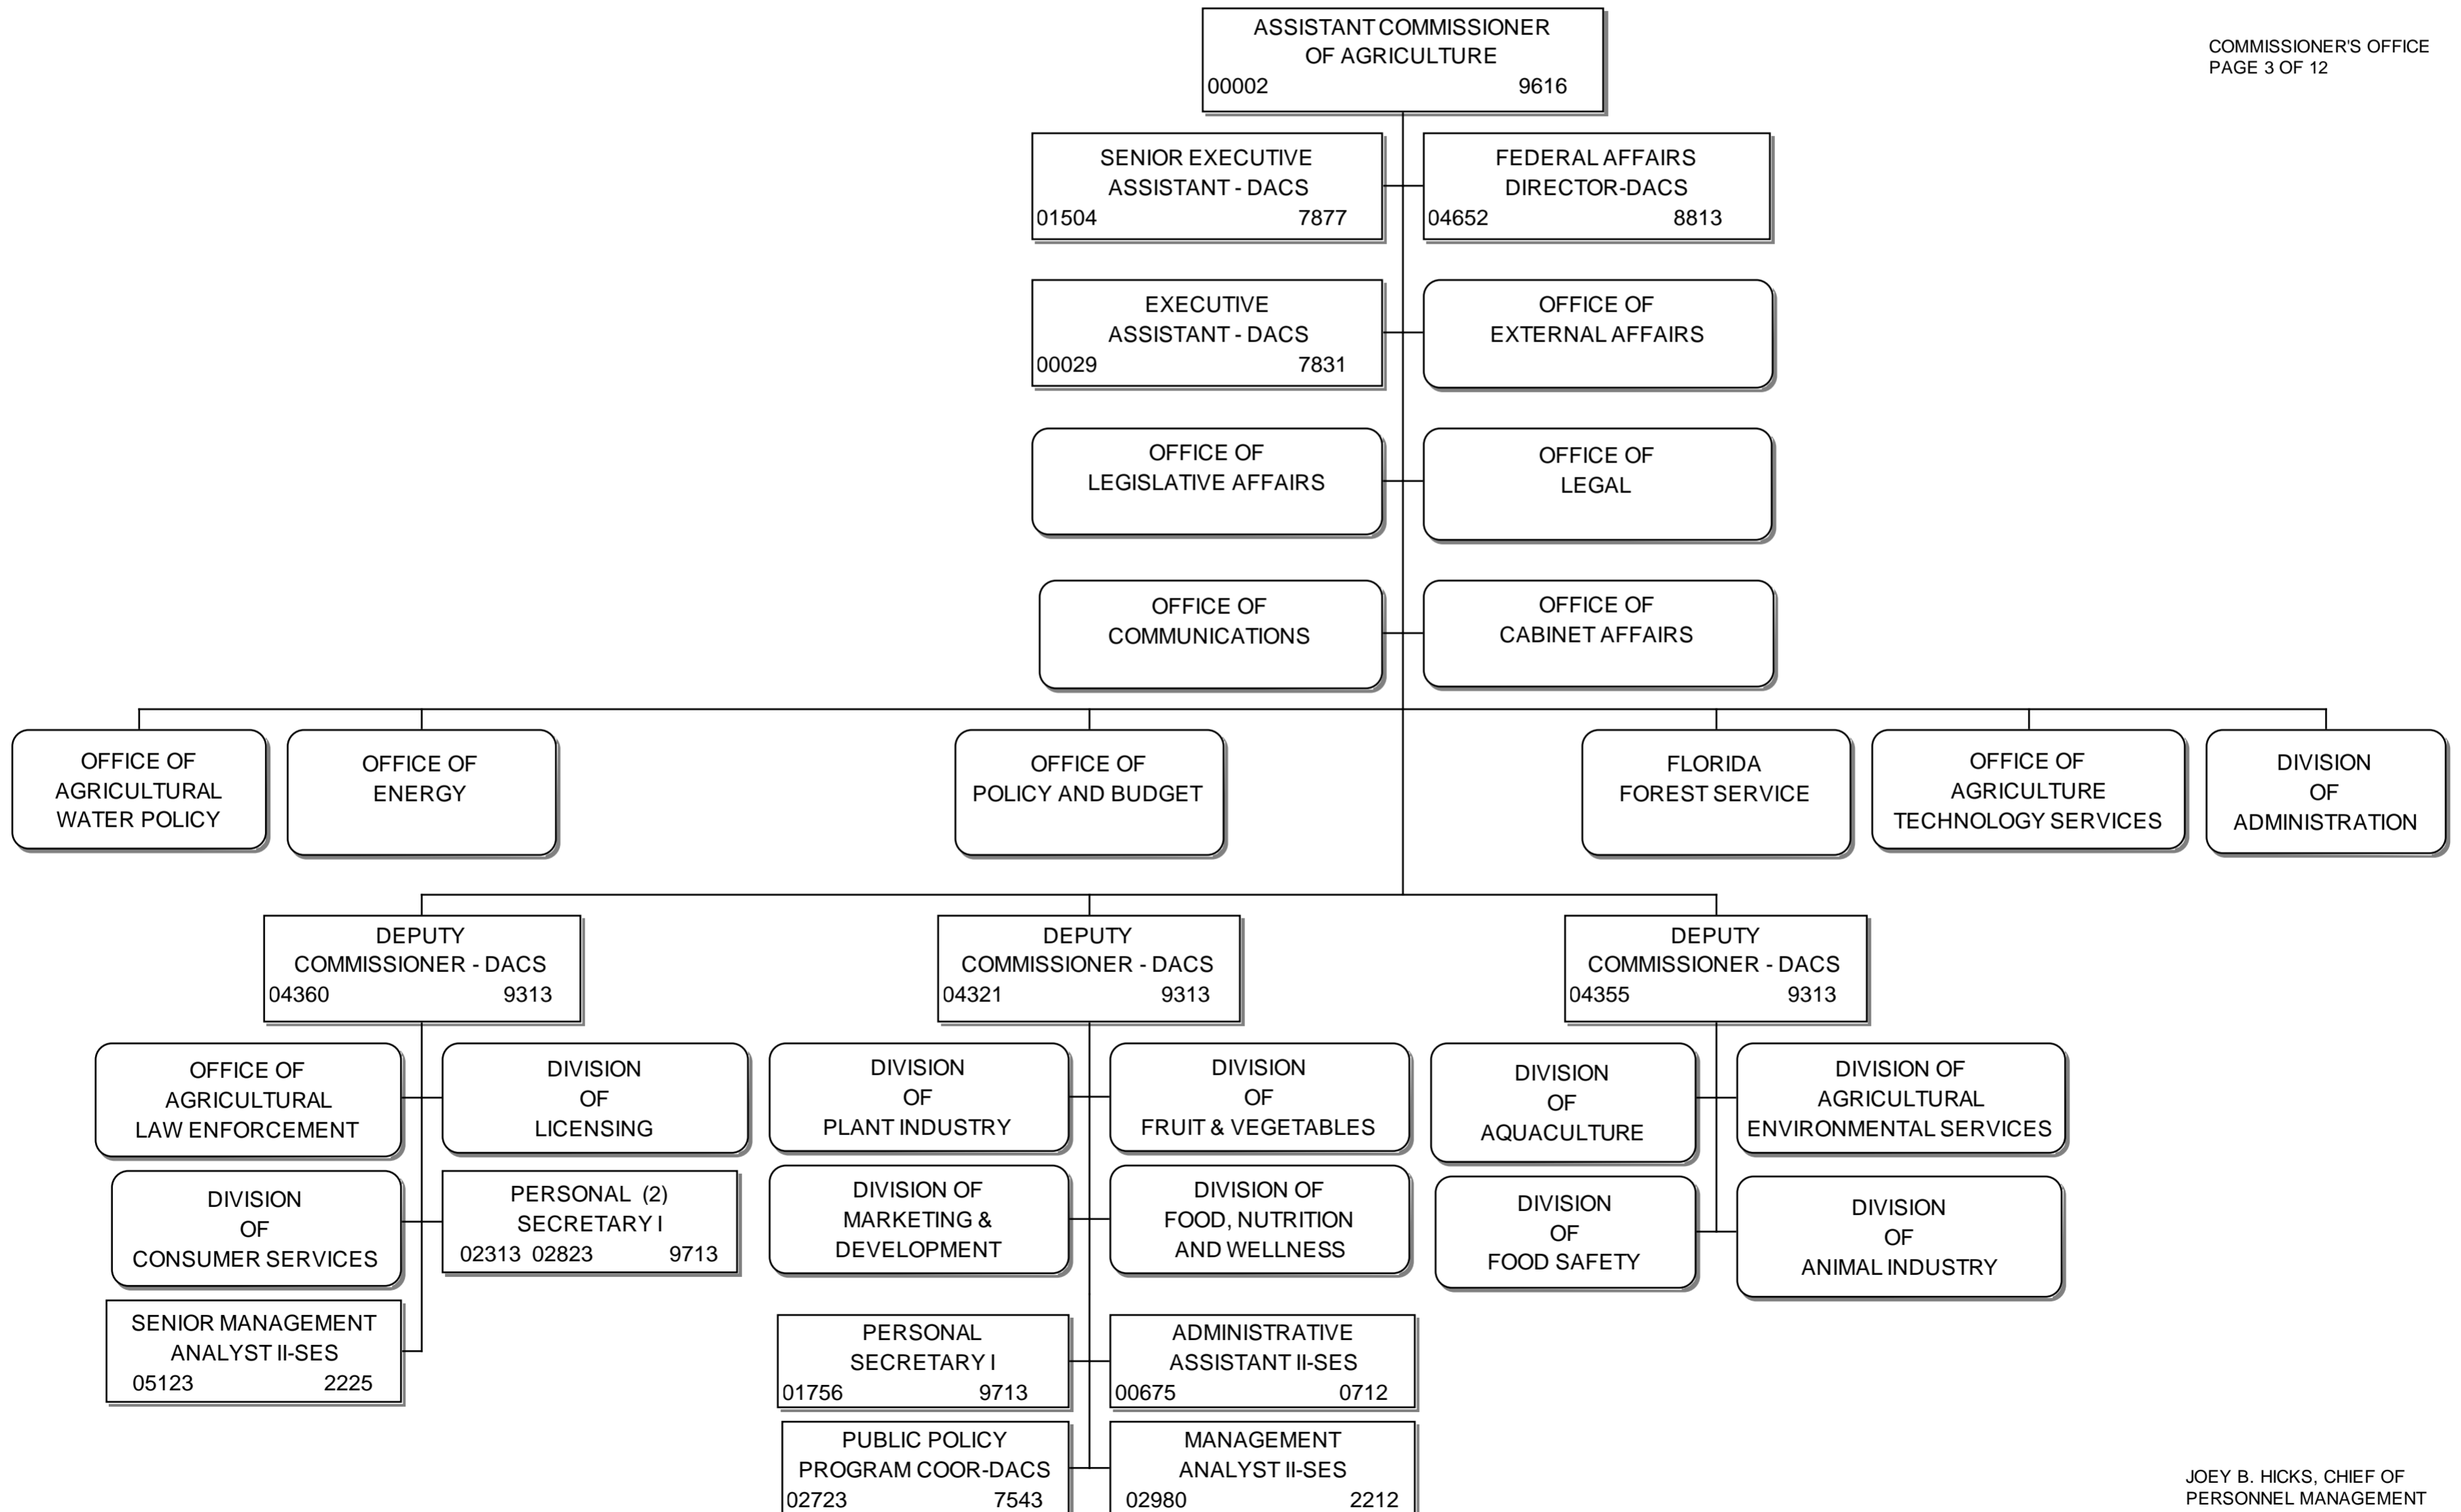 ASSISTANT COMMISSIONER
OF AGRICULTURE
00002 9616
COMMISSIONER'S OFFICE
PAGE 3 OF 12
SENIOR EXECUTIVE
ASSISTANT - DACS
01504 7877
FEDERAL AFFAIRS
DIRECTOR-DACS
04652 8813
EXECUTIVE
ASSISTANT - DACS
00029 7831
OFFICE OF
EXTERNAL AFFAIRS
OFFICE OF
LEGISLATIVE AFFAIRS
OFFICE OF
LEGAL
OFFICE OF
COMMUNICATIONS
OFFICE OF
CABINET AFFAIRS
OFFICE OF
AGRICULTURAL
WATER POLICY
OFFICE OF
ENERGY
OFFICE OF
POLICY AND BUDGET
FLORIDA
FOREST SERVICE
OFFICE OF
AGRICULTURE
TECHNOLOGY SERVICES
DIVISION
OF
ADMINISTRATION
DEPUTY
COMMISSIONER - DACS
04360 9313
DEPUTY
COMMISSIONER - DACS
04321 9313
DEPUTY
COMMISSIONER - DACS
04355 9313
OFFICE OF
AGRICULTURAL
LAW ENFORCEMENT
DIVISION
OF
LICENSING
DIVISION
OF
PLANT INDUSTRY
DIVISION
OF
FRUIT & VEGETABLES
DIVISION
OF
AQUACULTURE
DIVISION OF
AGRICULTURAL
ENVIRONMENTAL SERVICES
DIVISION
OF
CONSUMER SERVICES
PERSONAL (2)
SECRETARY I
02313 02823 9713
DIVISION OF
MARKETING &
DEVELOPMENT
DIVISION OF
FOOD, NUTRITION
AND WELLNESS
DIVISION
OF
FOOD SAFETY
DIVISION
OF
ANIMAL INDUSTRY
SENIOR MANAGEMENT
ANALYST II-SES
05123 2225
PERSONAL
SECRETARY I
01756 9713
ADMINISTRATIVE
ASSISTANT II-SES
00675 0712
PUBLIC POLICY
PROGRAM COOR-DACS
02723 7543
MANAGEMENT
ANALYST II-SES
02980 2212
JOEY B. HICKS, CHIEF OF
PERSONNEL MANAGEMENT